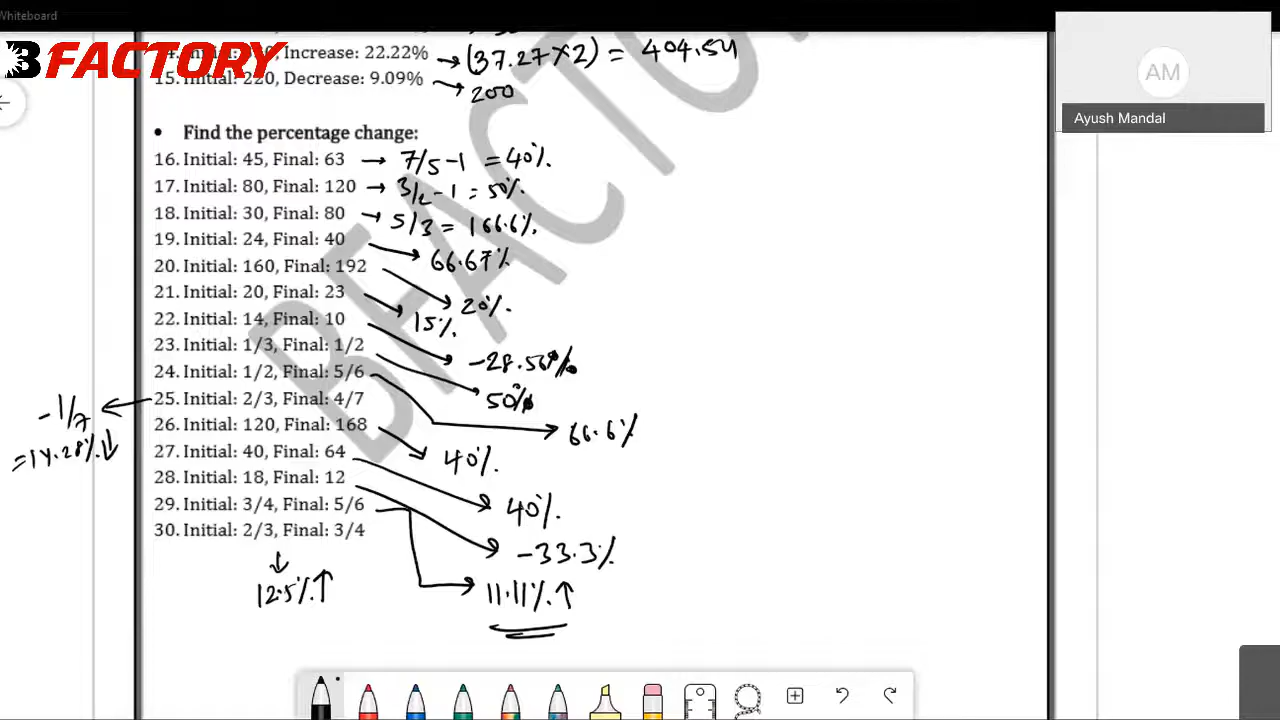 Whiteboard
BFACTORY
Increase: 22.22% → (37.27×2) = 404.54
15. Initial: 220, Decrease: 9.09% → 200
AM
Ayush Mandal
• Find the percentage change:
16. Initial: 45, Final: 63 → 7/5-1 = 40%
17. Initial: 80, Final: 120 → 3/2-1 = 50%
18. Initial: 30, Final: 80 → 5/3 = 166.6%
19. Initial: 24, Final: 40 → 66.67%
20. Initial: 160, Final: 192 → 20%
21. Initial: 20, Final: 23 → 15%
22. Initial: 14, Final: 10 → -28.56%
23. Initial: 1/3, Final: 1/2 → 50%
24. Initial: 1/2, Final: 5/6 → 66.6%
25. Initial: 2/3, Final: 4/7
-1/7
=14.28%↓
26. Initial: 120, Final: 168 → 40%
27. Initial: 40, Final: 64 → 40%
28. Initial: 18, Final: 12 → -33.3%
29. Initial: 3/4, Final: 5/6 → 11.11%↑
30. Initial: 2/3, Final: 3/4
↓
12.5%↑
BFACTO